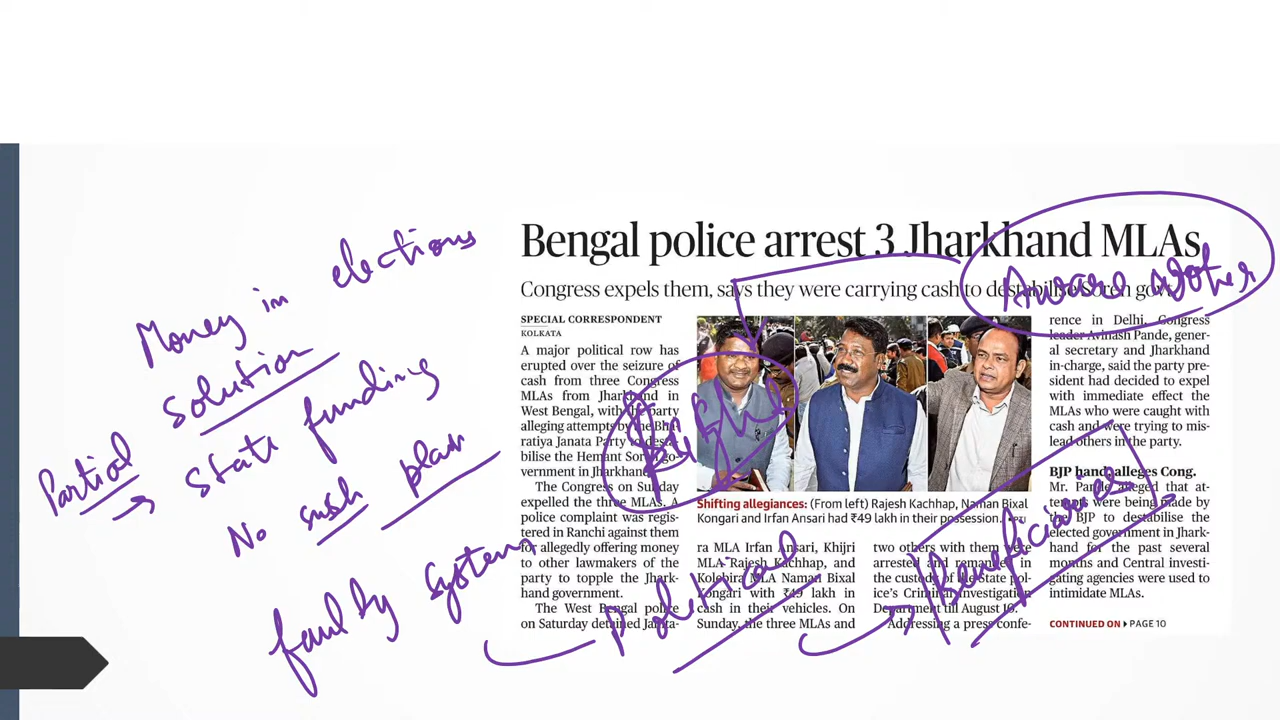 Money in elections
solution
Partial
state funding
No such plan
faulty system
Political
Beneficiaries
Right
Aware
Bengal police arrest 3 Jharkhand MLAs
Congress expels them, says they were carrying cash to destabilise Soren govt.
SPECIAL CORRESPONDENT
KOLKATA
A major political row has
erupted over the seizure of
cash from three Congress
MLAs from Jharkhand in
West Bengal, with the party
alleging attempts by the Bha-
ratiya Janata Party to desta-
bilise the Hemant Soren go-
vernment in Jharkhand.
The Congress on Sunday
expelled the three MLAs. A
police complaint was regis-
tered in Ranchi against them
for allegedly offering money
to other lawmakers of the
party to topple the Jhark-
hand government.
The West Bengal police
on Saturday detained Jamta-
Shifting allegiances: (From left) Rajesh Kachhap, Naman Bixal
Kongari and Irfan Ansari had ₹49 lakh in their possession. PTI
ra MLA Irfan Ansari, Khijri
MLA Rajesh Kachhap, and
Kolebira MLA Naman Bixal
Kongari with ₹49 lakh in
cash in their vehicles. On
Sunday, the three MLAs and
two others with them were
arrested and remanded in
the custody of the State pol-
ice's Criminal Investigation
Department till August 10.
Addressing a press confe-
rence in Delhi, Congress
leader Avinash Pande, gener-
al secretary and Jharkhand
in-charge, said the party pre-
sident had decided to expel
with immediate effect the
MLAs who were caught with
cash and were trying to mis-
lead others in the party.
BJP hand, alleges Cong.
Mr. Pande alleged that at-
tempts were being made by
the BJP to destabilise the
elected government in Jhark-
hand for the past several
months and Central investi-
gating agencies were used to
intimidate MLAs.
CONTINUED ON PAGE 10